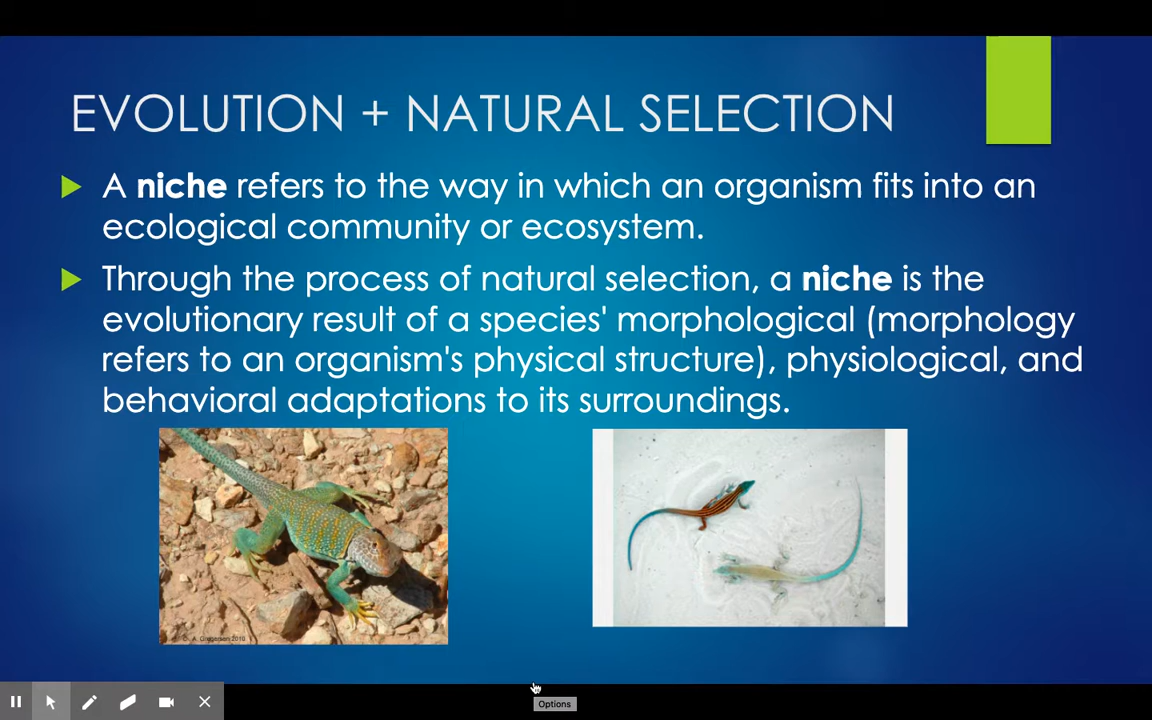 EVOLUTION + NATURAL SELECTION
A niche refers to the way in which an organism fits into an
ecological community or ecosystem.
Through the process of natural selection, a niche is the
evolutionary result of a species' morphological (morphology
refers to an organism's physical structure), physiological, and
behavioral adaptations to its surroundings.
Options